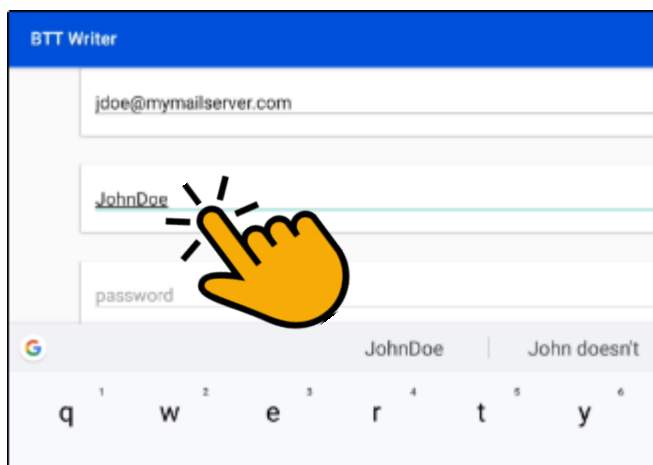 BTT Writer
jdoe@mymailserver.com
JohnDoe
password
G JohnDoe John doesn't
1 2 3 4 5 6
q w e r t y